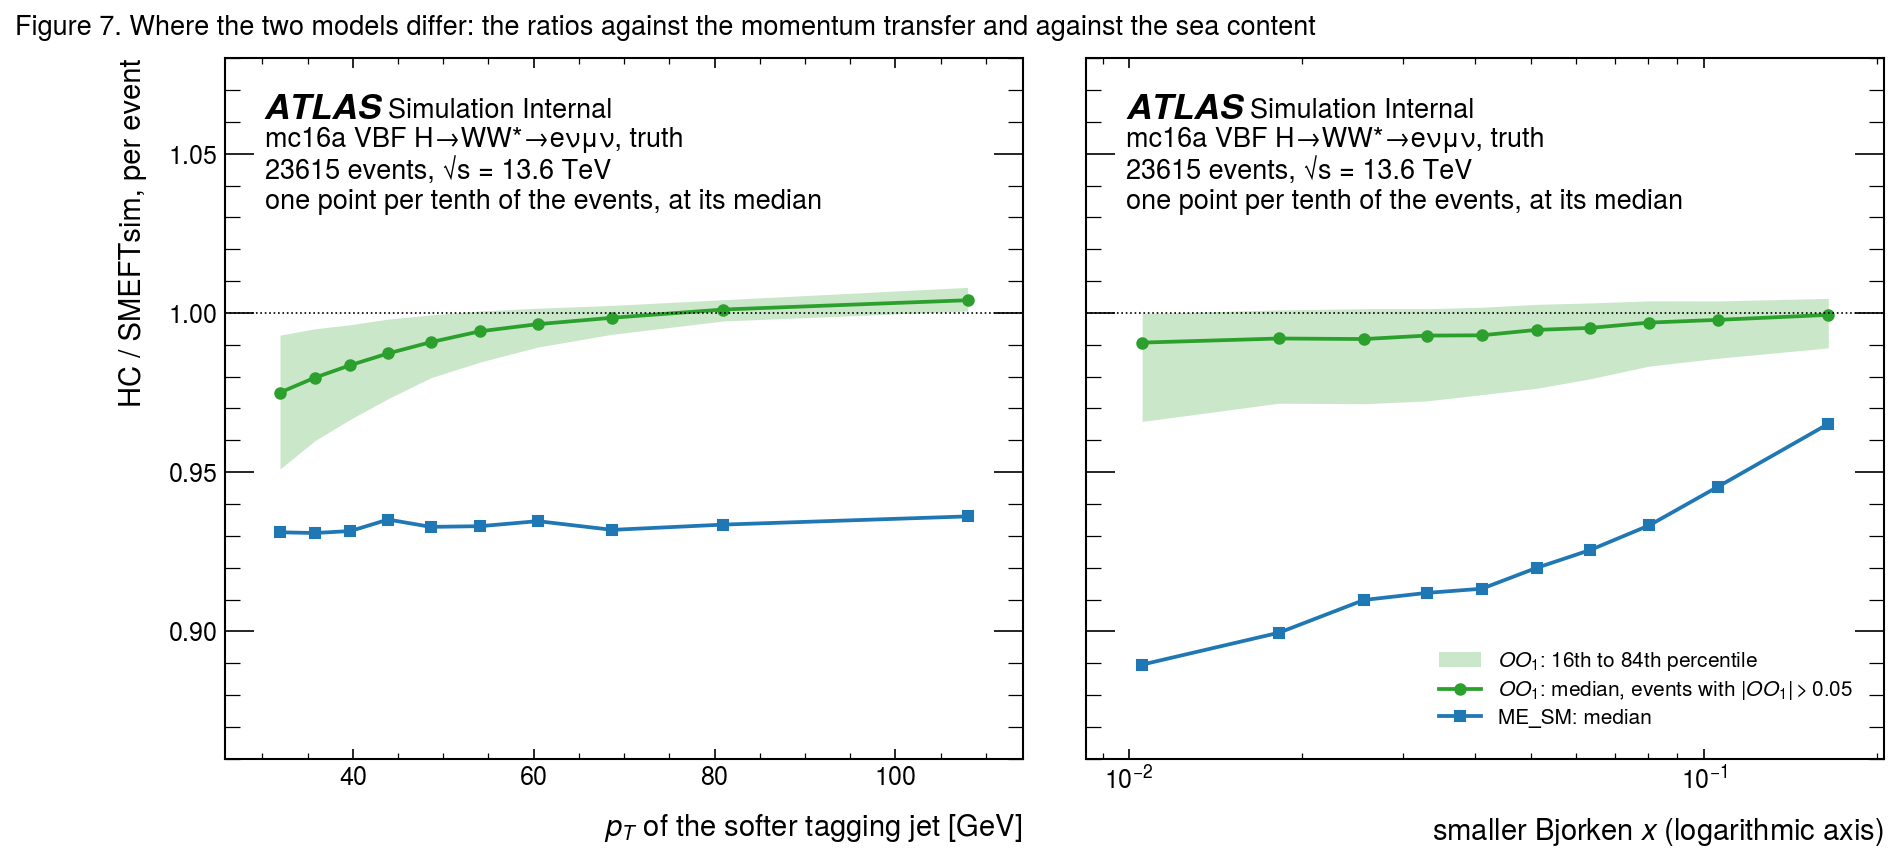 Figure 7. Where the two models differ: the ratios against the momentum transfer and against the sea content
HC / SMEFTsim, per event
ATLAS Simulation Internal
mc16a VBF H→WW*→eνμν, truth
23615 events, √s = 13.6 TeV
one point per tenth of the events, at its median
1.05
1.00
0.95
0.90
40 60 80 100
p_T of the softer tagging jet [GeV]
ATLAS Simulation Internal
mc16a VBF H→WW*→eνμν, truth
23615 events, √s = 13.6 TeV
one point per tenth of the events, at its median
OO₁: 16th to 84th percentile
OO₁: median, events with |OO₁| > 0.05
ME_SM: median
10⁻² 10⁻¹
smaller Bjorken x (logarithmic axis)